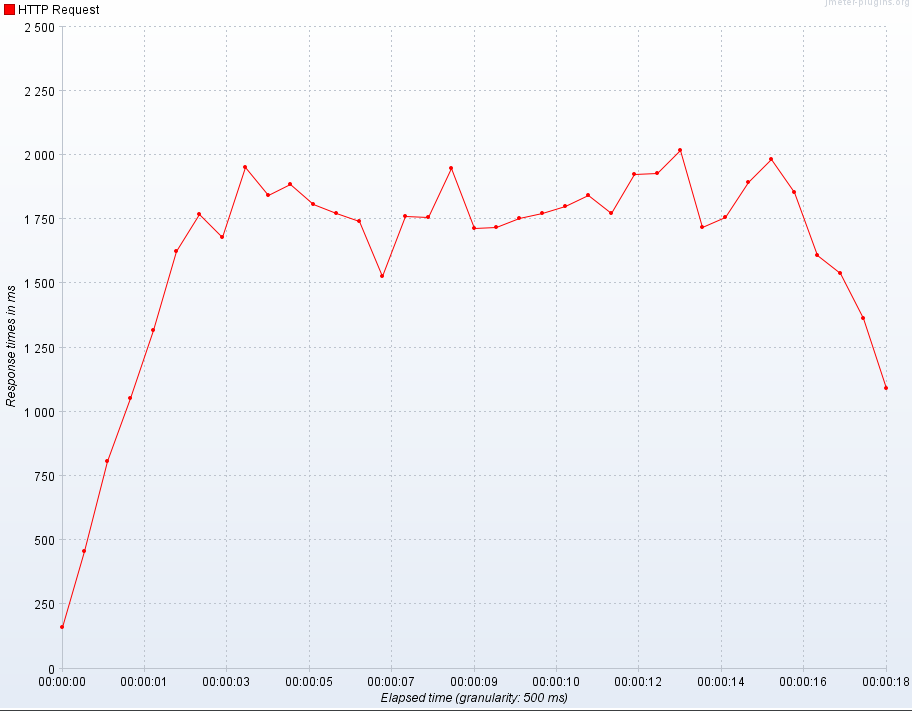 jmeter-plugins.org
HTTP Request
2 500
2 250
2 000
1 750
1 500
1 250
1 000
750
500
250
0
Response times in ms
00:00:00 00:00:01 00:00:03 00:00:05 00:00:07 00:00:09 00:00:10 00:00:12 00:00:14 00:00:16 00:00:18
Elapsed time (granularity: 500 ms)